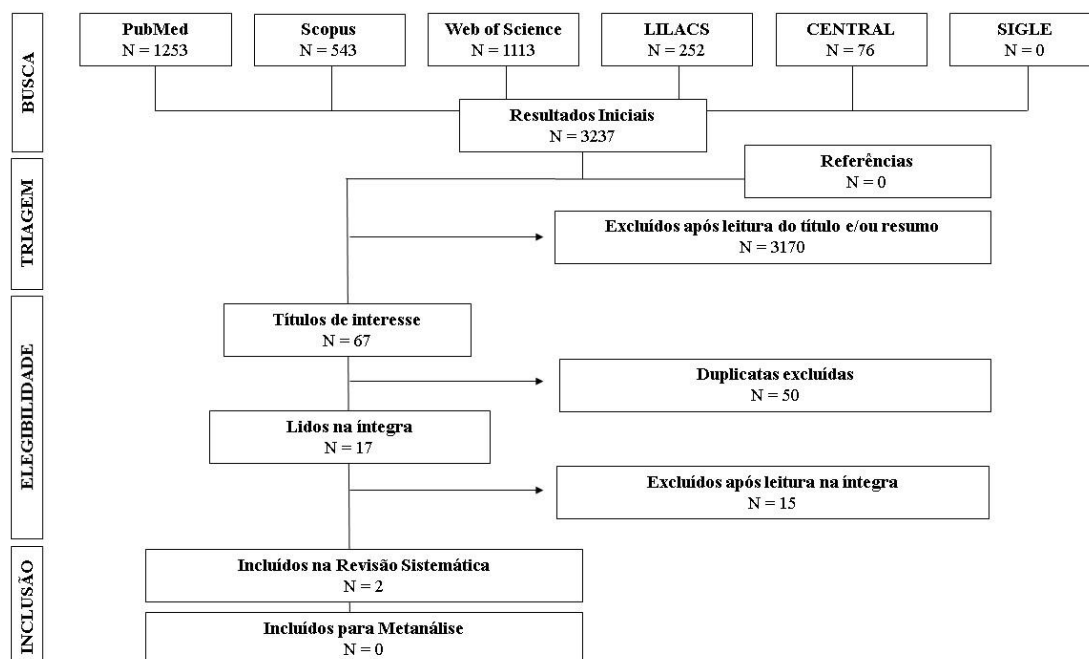 BUSCA
PubMed
N = 1253
Scopus
N = 543
Web of Science
N = 1113
LILACS
N = 252
CENTRAL
N = 76
SIGLE
N = 0
Resultados Iniciais
N = 3237
TRIAGEM
Referências
N = 0
Excluídos após leitura do título e/ou resumo
N = 3170
ELEGIBILIDADE
Títulos de interesse
N = 67
Duplicatas excluídas
N = 50
Lidos na íntegra
N = 17
Excluídos após leitura na íntegra
N = 15
INCLUSÃO
Incluídos na Revisão Sistemática
N = 2
Incluídos para Metanálise
N = 0